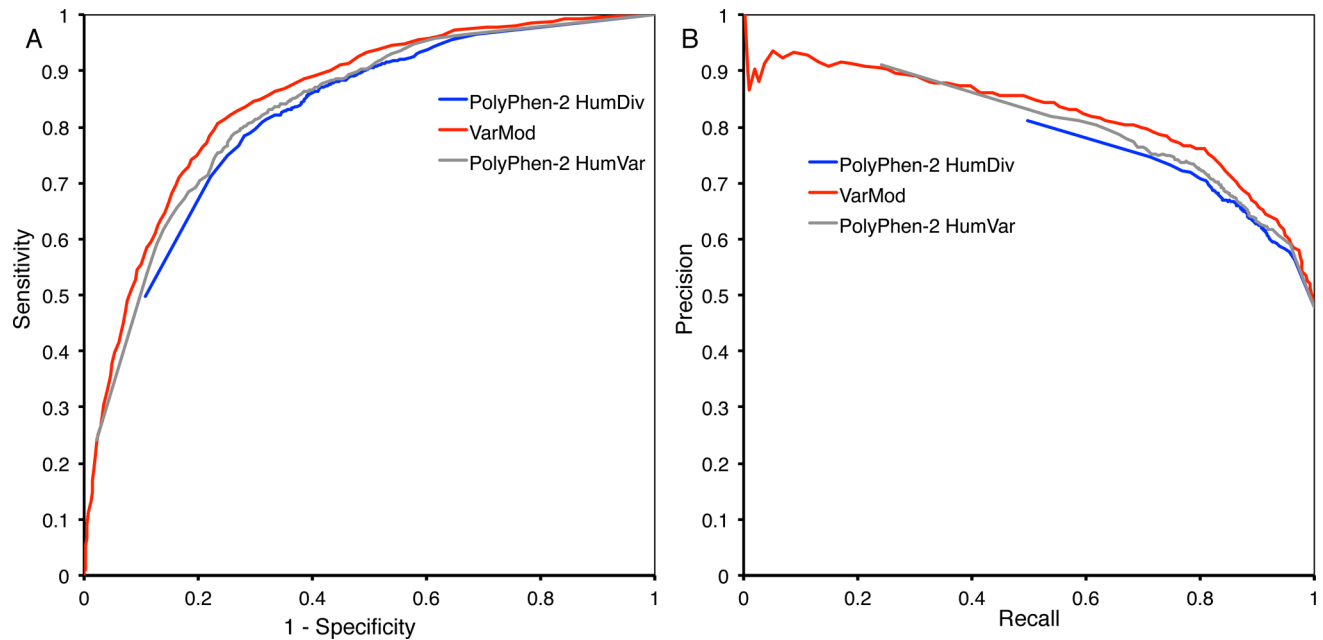 A
1
0.9
0.8
0.7
0.6
0.5
0.4
0.3
0.2
0.1
0
Sensitivity
PolyPhen-2 HumDiv
VarMod
PolyPhen-2 HumVar
0
0.2
0.4
0.6
0.8
1
1 - Specificity
B
1
0.9
0.8
0.7
0.6
0.5
0.4
0.3
0.2
0.1
0
Precision
PolyPhen-2 HumDiv
VarMod
PolyPhen-2 HumVar
0
0.2
0.4
0.6
0.8
1
Recall